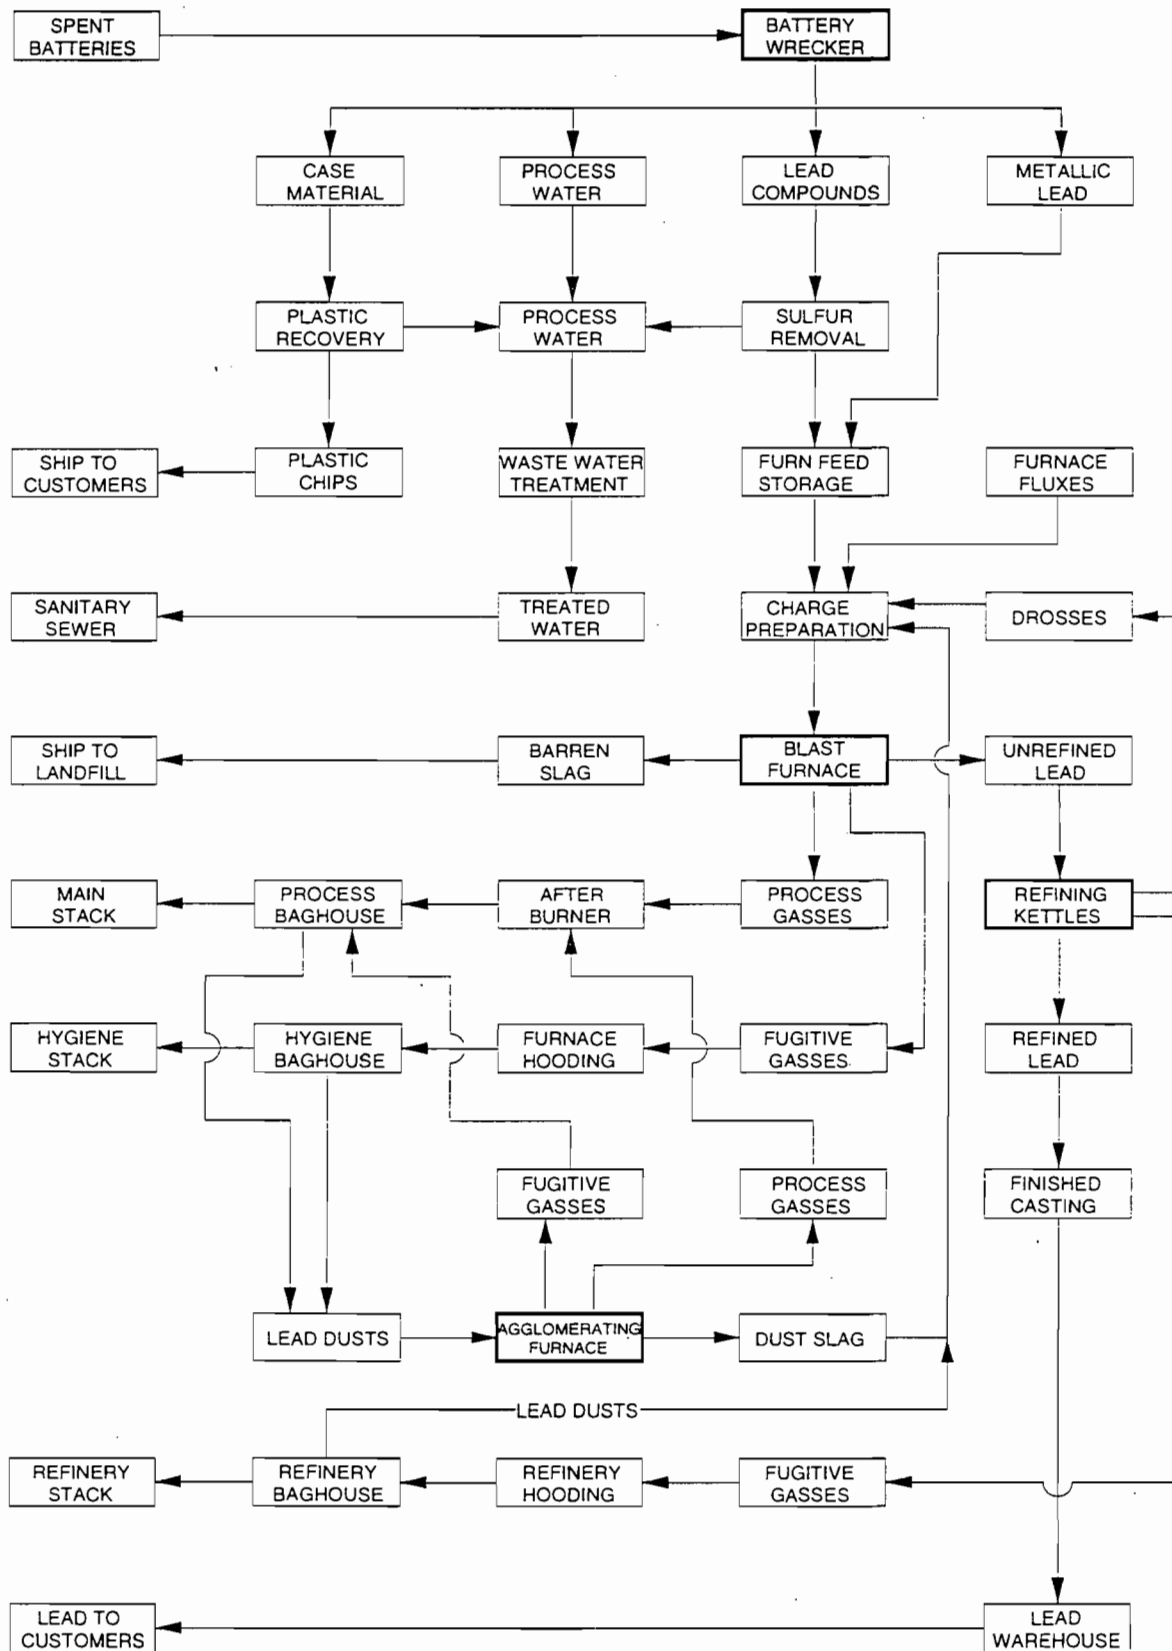 SPENT
BATTERIES
BATTERY
WRECKER
CASE
MATERIAL
PROCESS
WATER
LEAD
COMPOUNDS
METALLIC
LEAD
PLASTIC
RECOVERY
PROCESS
WATER
SULFUR
REMOVAL
SHIP TO
CUSTOMERS
PLASTIC
CHIPS
WASTE WATER
TREATMENT
FURN FEED
STORAGE
FURNACE
FLUXES
SANITARY
SEWER
TREATED
WATER
CHARGE
PREPARATION
DROSSES
SHIP TO
LANDFILL
BARREN
SLAG
BLAST
FURNACE
UNREFINED
LEAD
MAIN
STACK
PROCESS
BAGHOUSE
AFTER
BURNER
PROCESS
GASSES
REFINING
KETTLES
HYGIENE
STACK
HYGIENE
BAGHOUSE
FURNACE
HOODING
FUGITIVE
GASSES
REFINED
LEAD
FUGITIVE
GASSES
PROCESS
GASSES
FINISHED
CASTING
LEAD DUSTS
AGGLOMERATING
FURNACE
DUST SLAG
LEAD DUSTS
REFINERY
STACK
REFINERY
BAGHOUSE
REFINERY
HOODING
FUGITIVE
GASSES
LEAD TO
CUSTOMERS
LEAD
WAREHOUSE